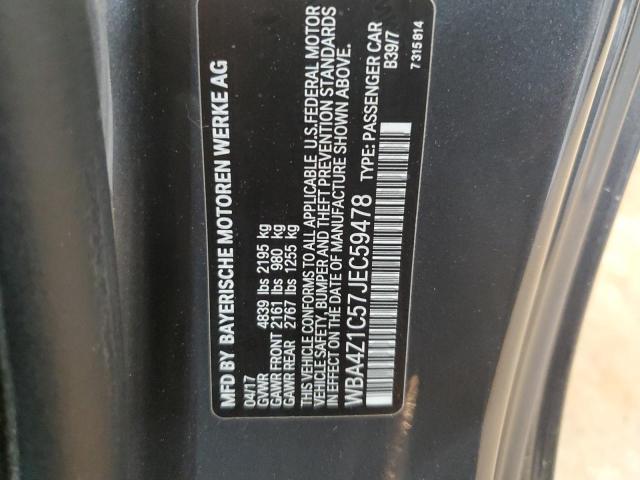 MFD BY BAYERISCHE MOTOREN WERKE AG
04/17
GVWR 4839 lbs 2195 kg
GAWR FRONT 2161 lbs 980 kg
GAWR REAR 2767 lbs 1255 kg
THIS VEHICLE CONFORMS TO ALL APPLICABLE U.S. FEDERAL MOTOR
VEHICLE SAFETY, BUMPER AND THEFT PREVENTION STANDARDS
IN EFFECT ON THE DATE OF MANUFACTURE SHOWN ABOVE.
WBA4Z1C57JEC59478 TYPE: PASSENGER CAR
B39/7
7 315 814